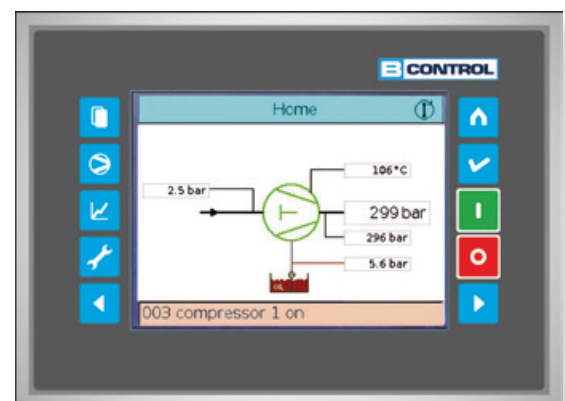 B CONTROL
Home
106°C
2.5 bar
299 bar
296 bar
5.6 bar
OIL
003 compressor 1 on